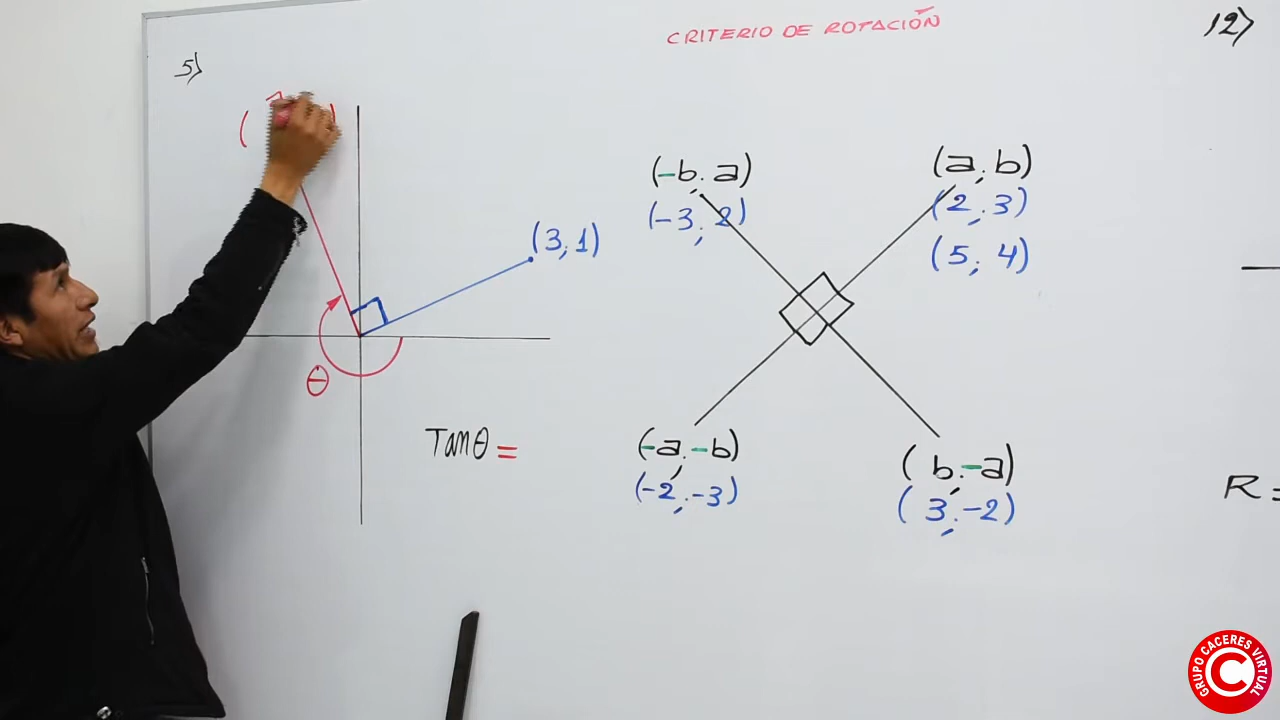 CRITERIO DE ROTACIÓN
12)
5)
(-b; a)
(-3; 2)
(a; b)
(2; 3)
(5; 4)
(3; 1)
θ
Tanθ =
(-a; -b)
(-2; -3)
(b; -a)
(3; -2)
R =
GRUPO CACERES VIRTUAL
C